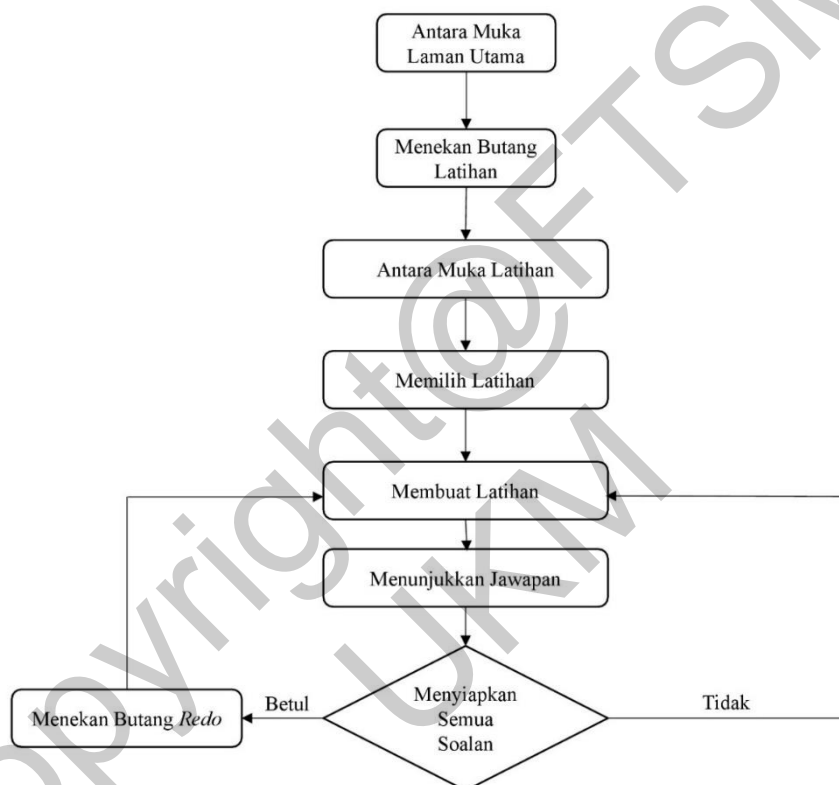 Antara Muka
Laman Utama
Menekan Butang
Latihan
Antara Muka Latihan
Memilih Latihan
Membuat Latihan
Menunjukkan Jawapan
Menyiapkan
Semua
Soalan
Betul
Tidak
Menekan Butang Redo
opyright@FTSM
UKM